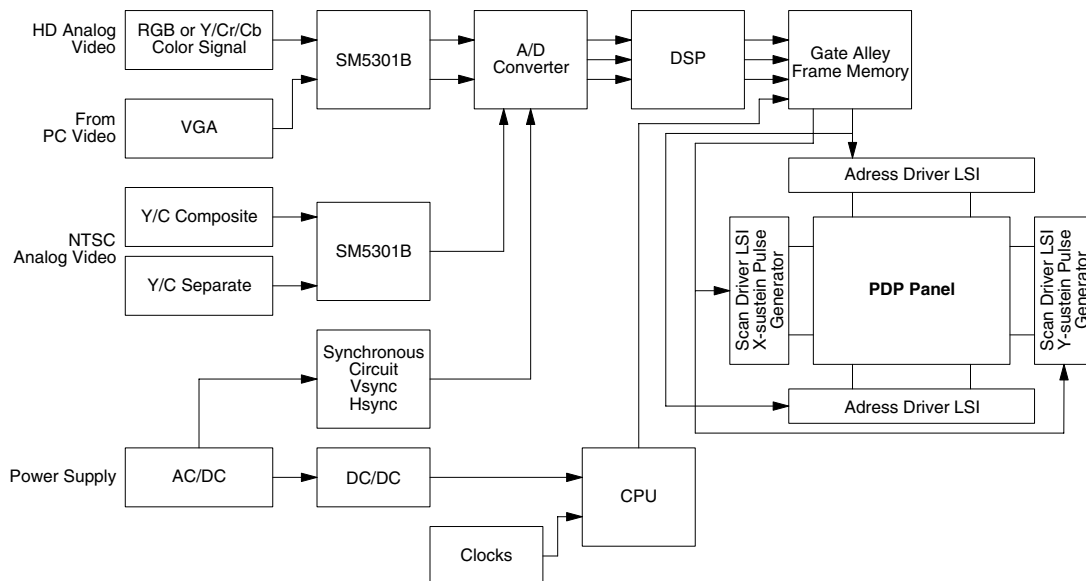 HD Analog
Video
RGB or Y/Cr/Cb
Color Signal
SM5301B
A/D
Converter
DSP
Gate Alley
Frame Memory
From
PC Video
VGA
Adress Driver LSI
NTSC
Analog Video
Y/C Composite
Y/C Separate
SM5301B
Scan Driver LSI
X-sustein Pulse
Generator
PDP Panel
Scan Driver LSI
Y-sustein Pulse
Generator
Synchronous
Circuit
Vsync
Hsync
Adress Driver LSI
Power Supply
AC/DC
DC/DC
CPU
Clocks